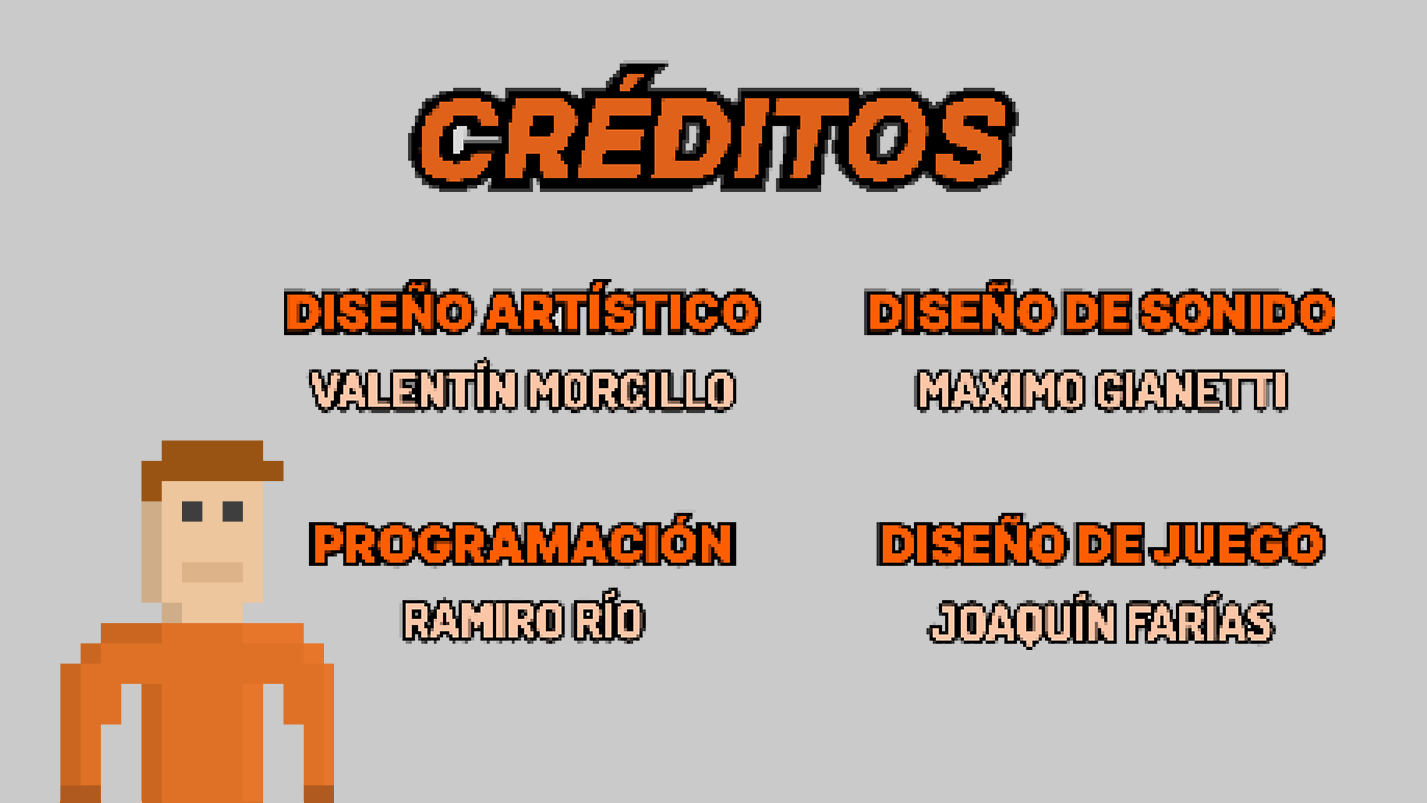 CRÉDITOS
DISEÑO ARTÍSTICO
VALENTÍN MORCILLO
DISEÑO DE SONIDO
MAXIMO GIANETTI
PROGRAMACIÓN
RAMIRO RÍO
DISEÑO DE JUEGO
JOAQUÍN FARÍAS